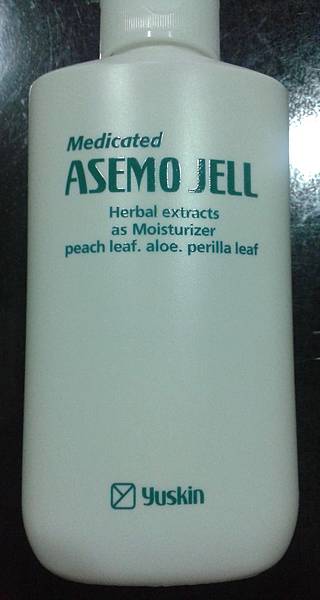 Medicated
ASEMO JELL
Herbal extracts
as Moisturizer
peach leaf. aloe. perilla leaf
Yuskin